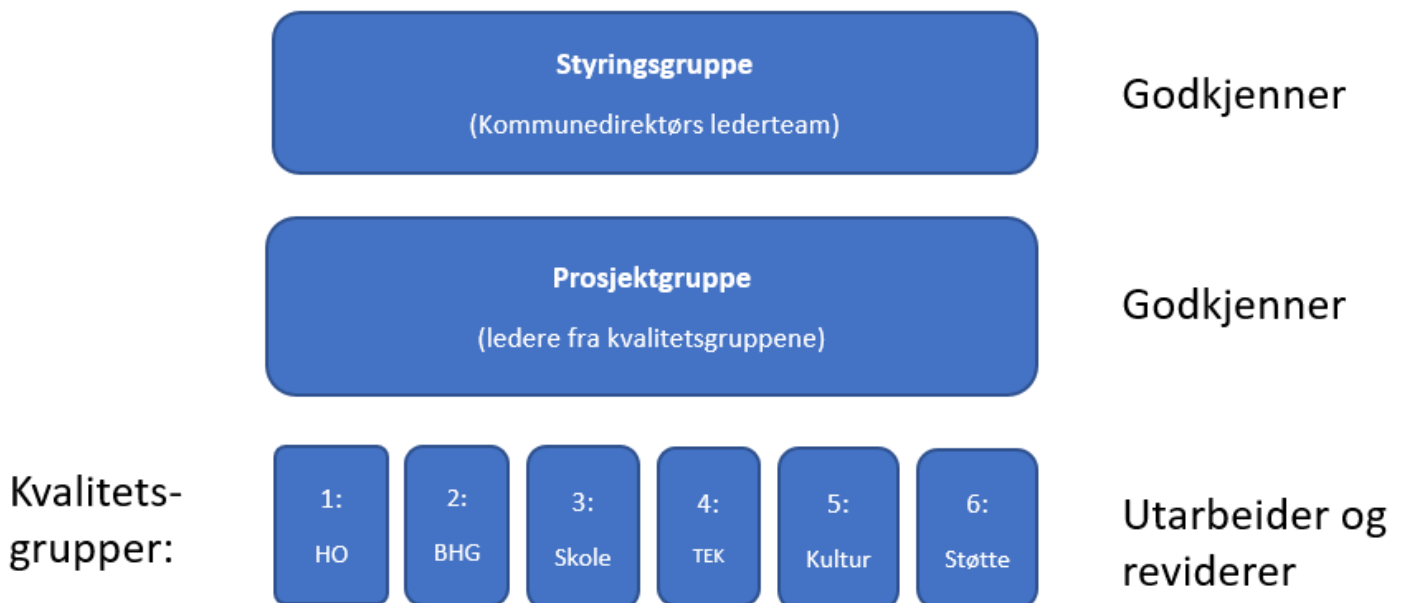 Styringsgruppe
(Kommunedirektørs lederteam)
Godkjenner
Prosjektgruppe
(ledere fra kvalitetsgruppene)
Godkjenner
Kvalitets-
grupper:
1:
HO
2:
BHG
3:
Skole
4:
TEK
5:
Kultur
6:
Støtte
Utarbeider og
reviderer